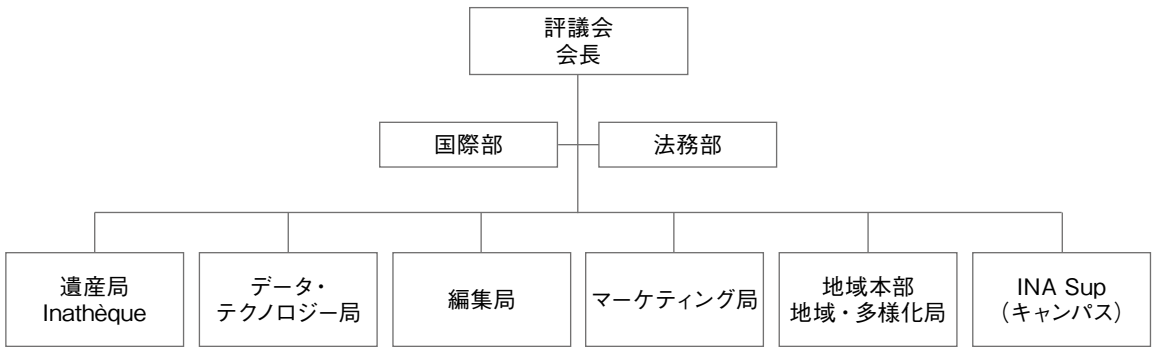 評議会
会長
国際部
法務部
遺産局
Inathèque
データ・
テクノロジー局
編集局
マーケティング局
地域本部
地域・多様化局
INA Sup
（キャンパス）